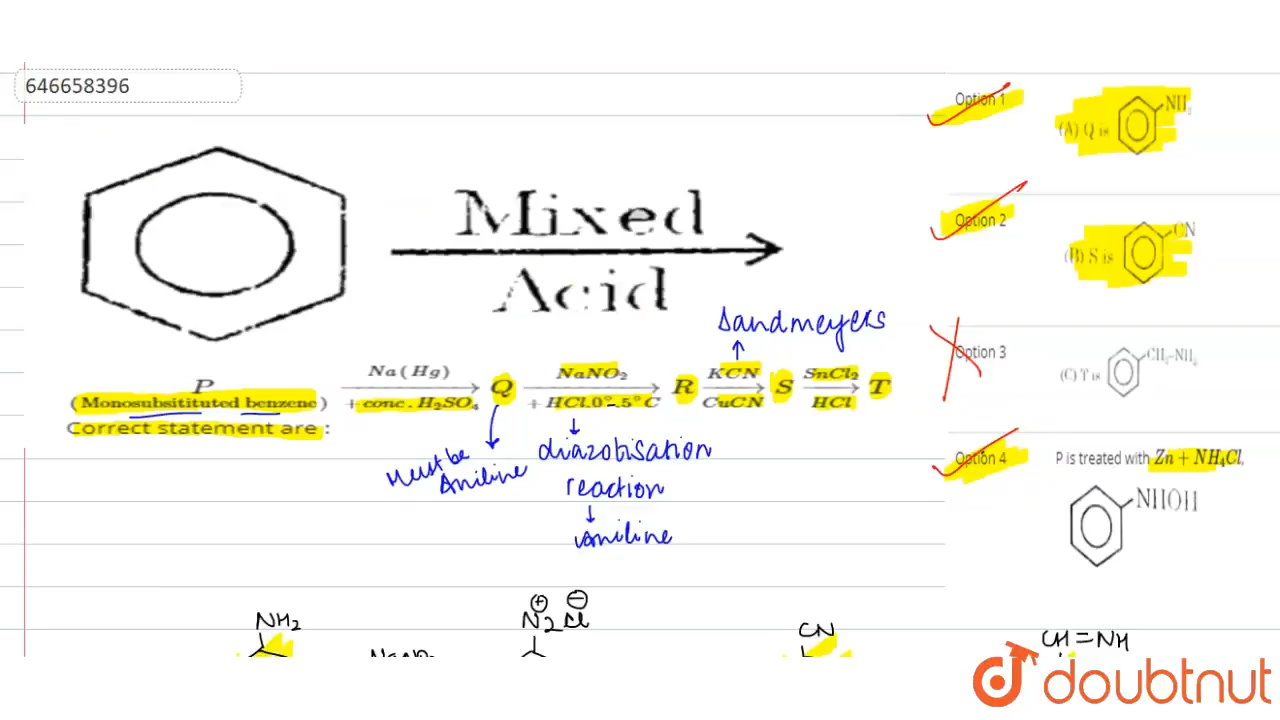 646658396
Mixed
Acid
P
(Monosubsitituted benzene)
Na(Hg)
+ conc. H₂SO₄
Q
NaNO₂
+ HCl.0°-5°C
R
KCN
CuCN
S
SnCl₂
HCl
T
Correct statement are :
Sandmeyers
Must be
Aniline
diazotisation
reaction
aniline
NH₂
N₂Cl
⊕ ⊖
CN
CH=NH
Option 1
(A) Q is
NH₂
Option 2
(B) S is
CN
Option 3
(C) T is
CH₂-NH₂
Option 4
P is treated with Zn + NH₄Cl,
NHOH
doubtnut